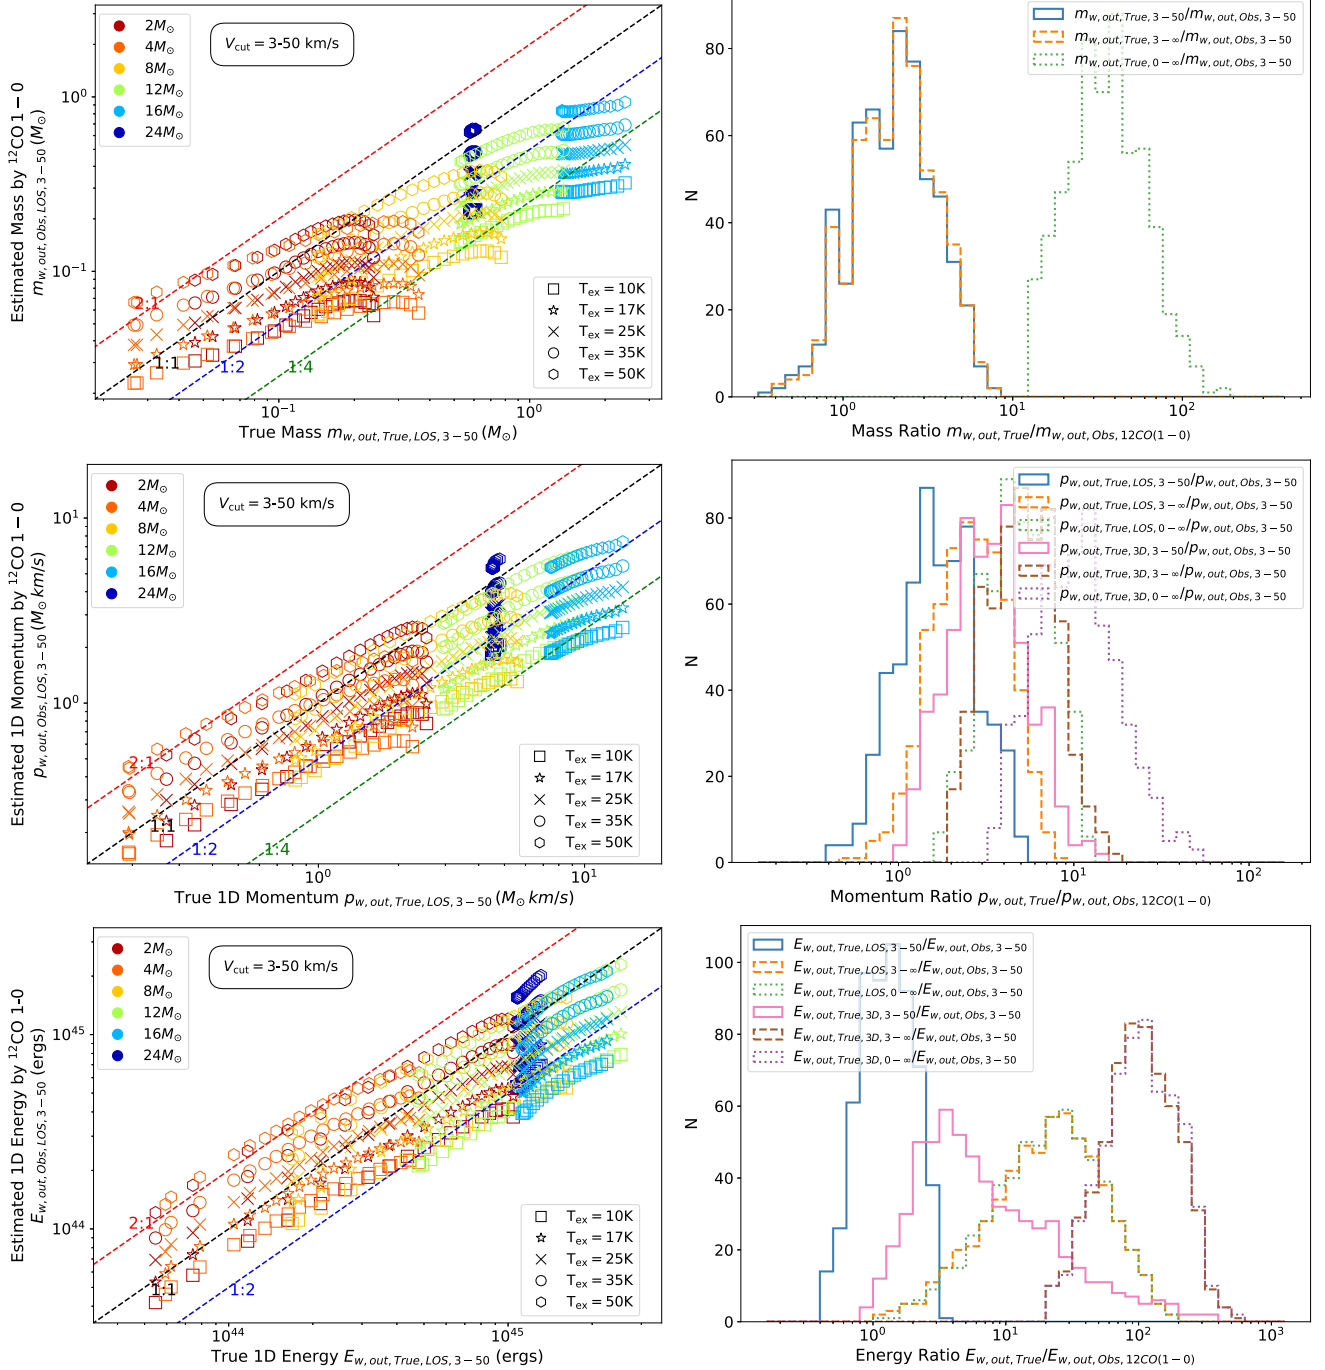 Estimated Mass by ¹²CO 1−0
m_w,out,Obs,LOS,3−50 (M⊙)
10⁰
10⁻¹
2M⊙
4M⊙
8M⊙
12M⊙
16M⊙
24M⊙
V_cut = 3-50 km/s
2:1
1:1
1:2
1:4
T_ex = 10K
T_ex = 17K
T_ex = 25K
T_ex = 35K
T_ex = 50K
10⁻¹
10⁰
True Mass m_w,out,True,LOS,3−50 (M⊙)
N
80
60
40
20
0
m_w,out,True,3−50/m_w,out,Obs,3−50
m_w,out,True,3−∞/m_w,out,Obs,3−50
m_w,out,True,0−∞/m_w,out,Obs,3−50
10⁰
10¹
10²
Mass Ratio m_w,out,True/m_w,out,Obs,12CO(1−0)
Estimated 1D Momentum by ¹²CO 1−0
p_w,out,Obs,LOS,3−50 (M⊙ km/s)
10¹
10⁰
2M⊙
4M⊙
8M⊙
12M⊙
16M⊙
24M⊙
V_cut = 3-50 km/s
2:1
1:1
1:2
1:4
T_ex = 10K
T_ex = 17K
T_ex = 25K
T_ex = 35K
T_ex = 50K
10⁰
10¹
True 1D Momentum p_w,out,True,LOS,3−50 (M⊙ km/s)
N
80
60
40
20
0
p_w,out,True,LOS,3−50/p_w,out,Obs,3−50
p_w,out,True,LOS,3−∞/p_w,out,Obs,3−50
p_w,out,True,LOS,0−∞/p_w,out,Obs,3−50
p_w,out,True,3D,3−50/p_w,out,Obs,3−50
p_w,out,True,3D,3−∞/p_w,out,Obs,3−50
p_w,out,True,3D,0−∞/p_w,out,Obs,3−50
10⁰
10¹
10²
Momentum Ratio p_w,out,True/p_w,out,Obs,12CO(1−0)
Estimated 1D Energy by ¹²CO 1-0
E_w,out,Obs,LOS,3−50 (ergs)
10⁴⁵
10⁴⁴
2M⊙
4M⊙
8M⊙
12M⊙
16M⊙
24M⊙
V_cut = 3-50 km/s
2:1
1:1
1:2
T_ex = 10K
T_ex = 17K
T_ex = 25K
T_ex = 35K
T_ex = 50K
10⁴⁴
10⁴⁵
True 1D Energy E_w,out,True,LOS,3−50 (ergs)
N
100
80
60
40
20
0
E_w,out,True,LOS,3−50/E_w,out,Obs,3−50
E_w,out,True,LOS,3−∞/E_w,out,Obs,3−50
E_w,out,True,LOS,0−∞/E_w,out,Obs,3−50
E_w,out,True,3D,3−50/E_w,out,Obs,3−50
E_w,out,True,3D,3−∞/E_w,out,Obs,3−50
E_w,out,True,3D,0−∞/E_w,out,Obs,3−50
10⁰
10¹
10²
10³
Energy Ratio E_w,out,True/E_w,out,Obs,12CO(1−0)